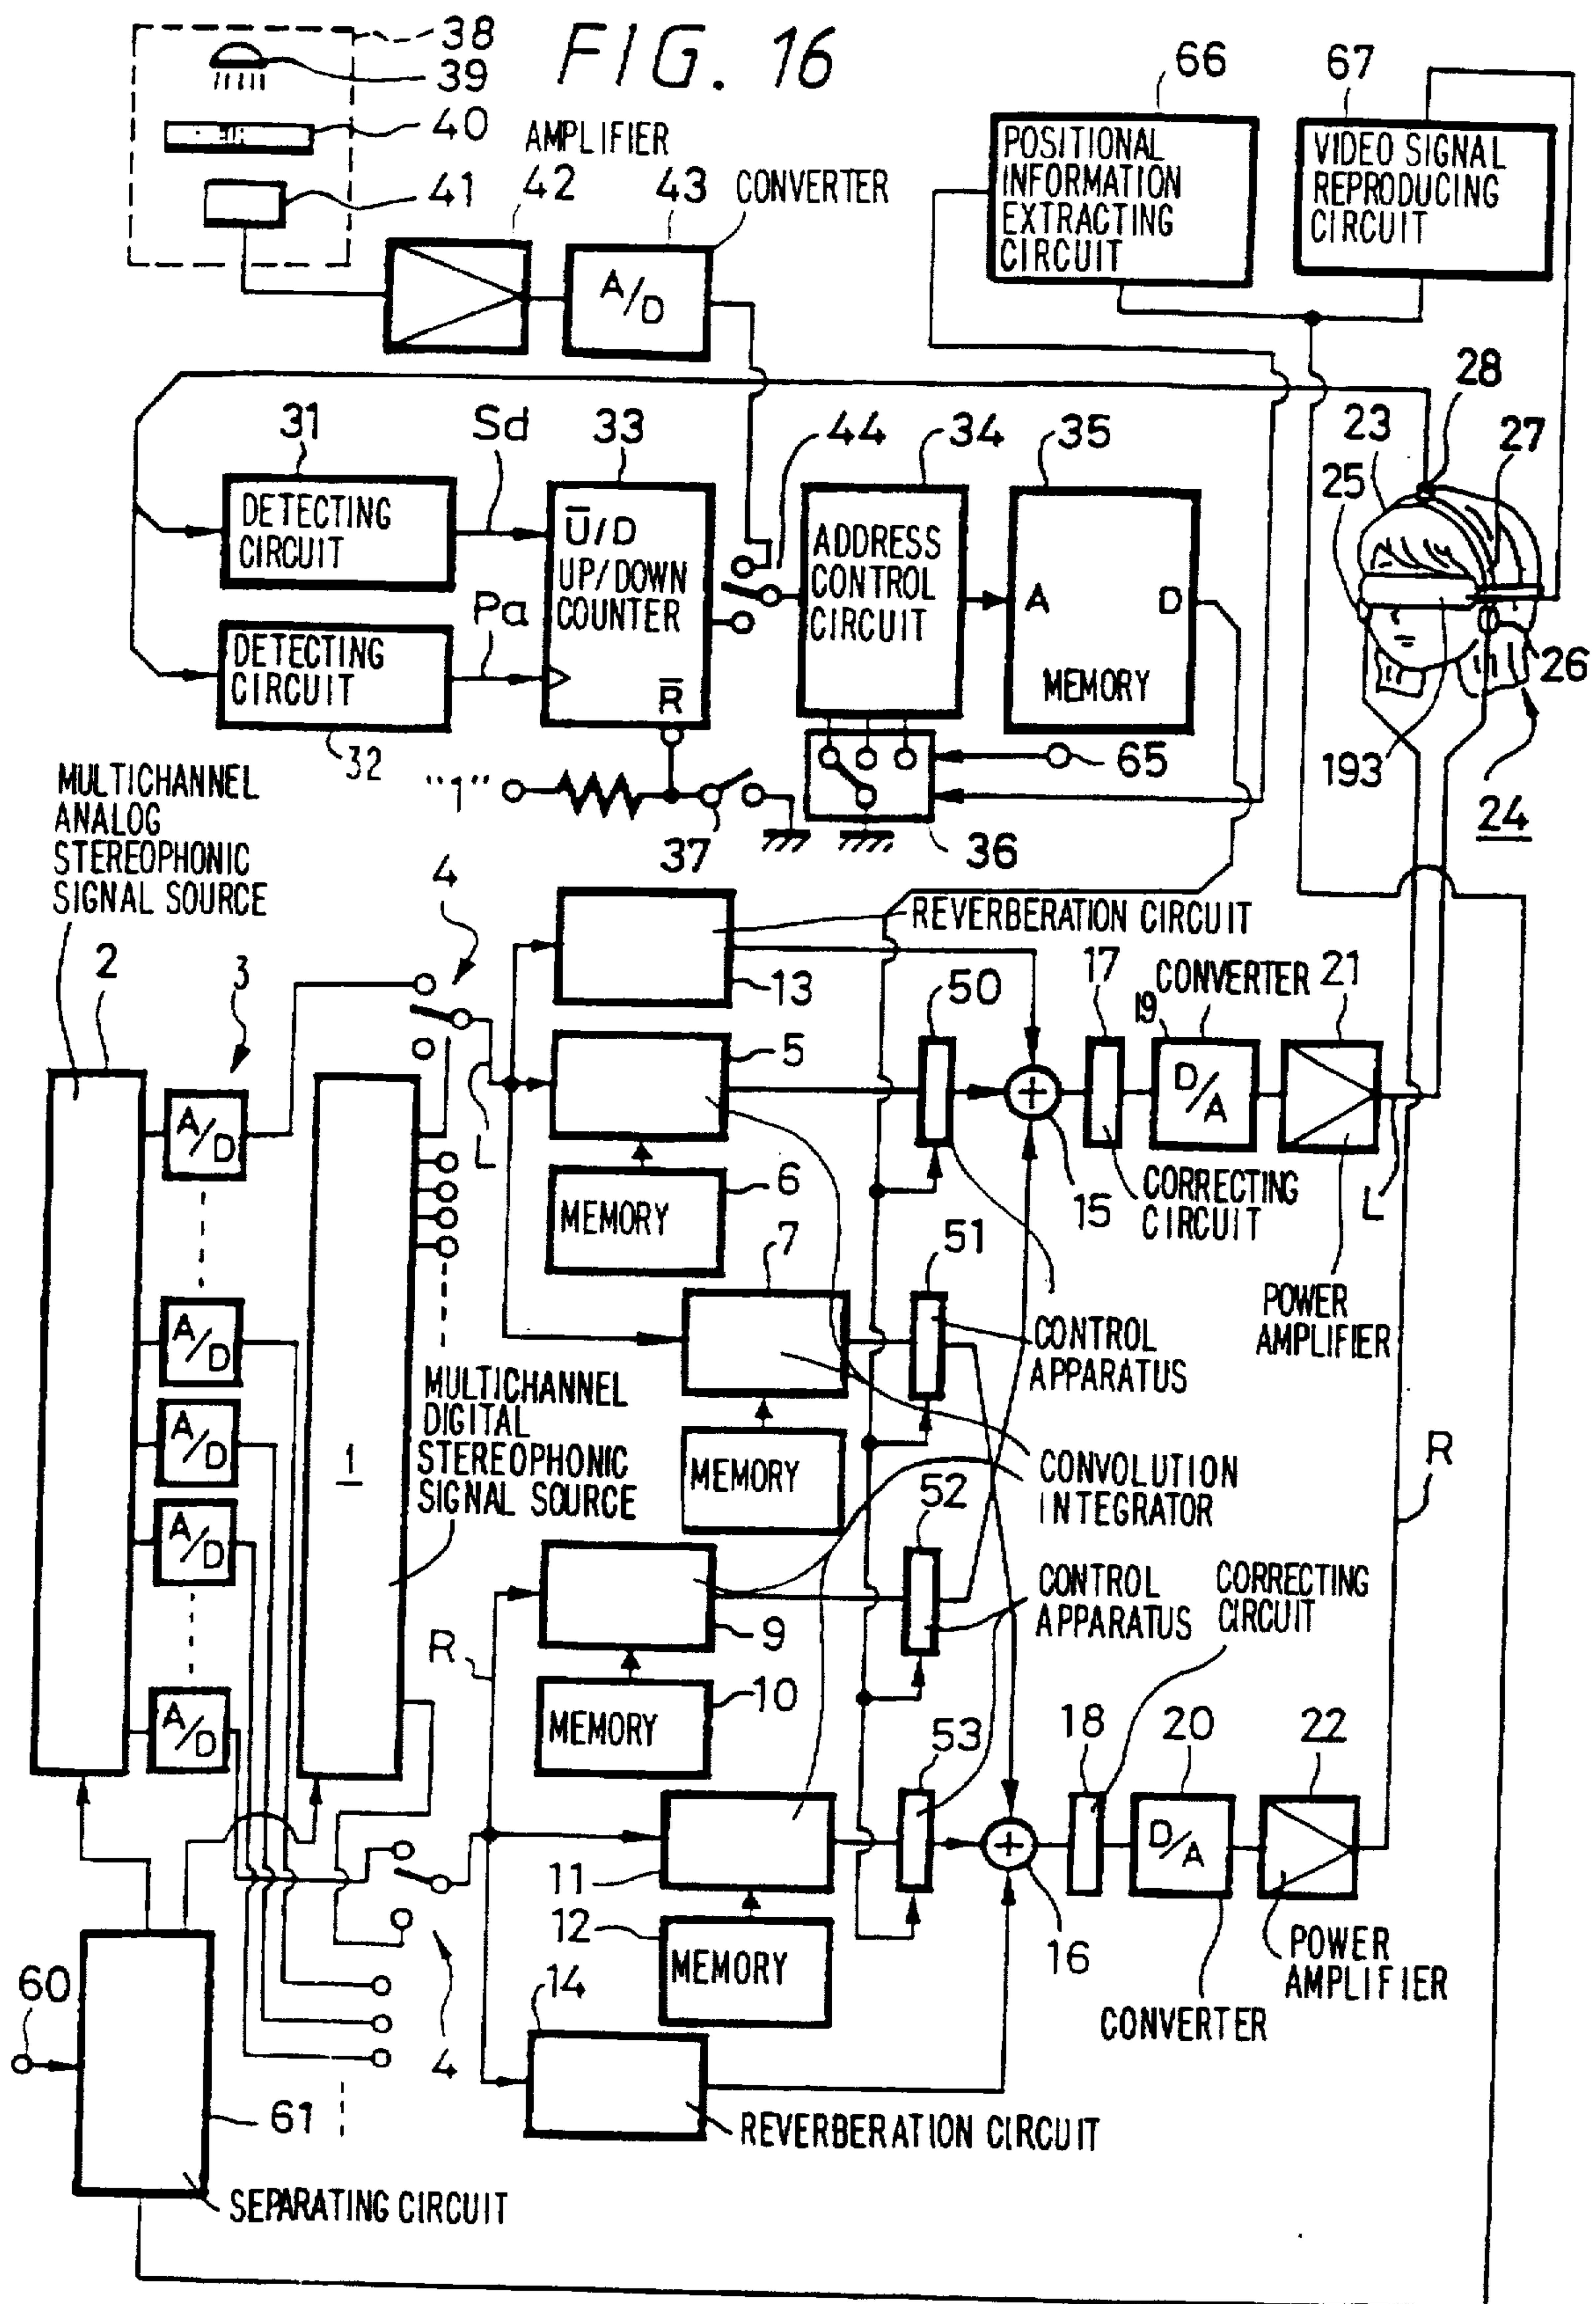 FIG. 16
38
39
40
41
AMPLIFIER
42
43
CONVERTER
A/D
66
67
POSITIONAL
INFORMATION
EXTRACTING
CIRCUIT
VIDEO SIGNAL
REPRODUCING
CIRCUIT
28
23
27
25
26
193
24
31
Sd
33
44
34
35
DETECTING
CIRCUIT
U̅/D
UP/DOWN
COUNTER
ADDRESS
CONTROL
CIRCUIT
A
D
MEMORY
Pa
DETECTING
CIRCUIT
R̅
32
"1"
37
36
65
MULTICHANNEL
ANALOG
STEREOPHONIC
SIGNAL SOURCE
2
3
4
REVERBERATION CIRCUIT
13
5
50
17
CONVERTER
19
21
A/D
L
D/A
MEMORY
6
15
CORRECTING
CIRCUIT
L
7
51
POWER
AMPLIFIER
A/D
CONTROL
APPARATUS
MULTICHANNEL
DIGITAL
STEREOPHONIC
SIGNAL SOURCE
1
A/D
MEMORY
CONVOLUTION
INTEGRATOR
R
A/D
52
CONTROL
APPARATUS
CORRECTING
CIRCUIT
9
R
MEMORY
10
A/D
53
18
20
22
D/A
11
12
MEMORY
16
POWER
AMPLIFIER
CONVERTER
60
14
4
61
REVERBERATION CIRCUIT
SEPARATING CIRCUIT